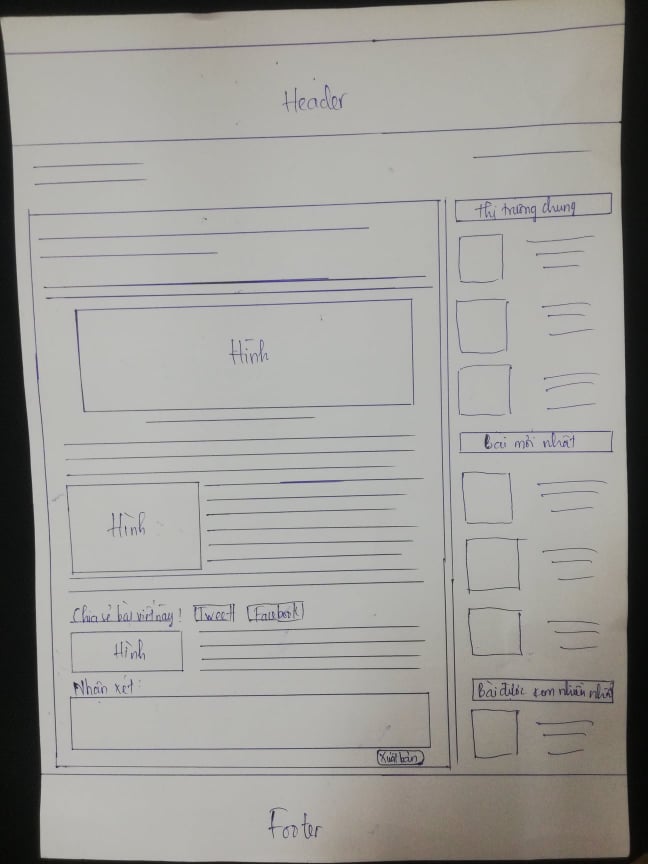 Header
Thị trường chung
Hình
Bài mới nhất
Hình
Chia sẻ bài viết này! Tweet Facebook
Hình
Nhận xét:
Bài được xem nhiều nhất
Xuất bản
Footer